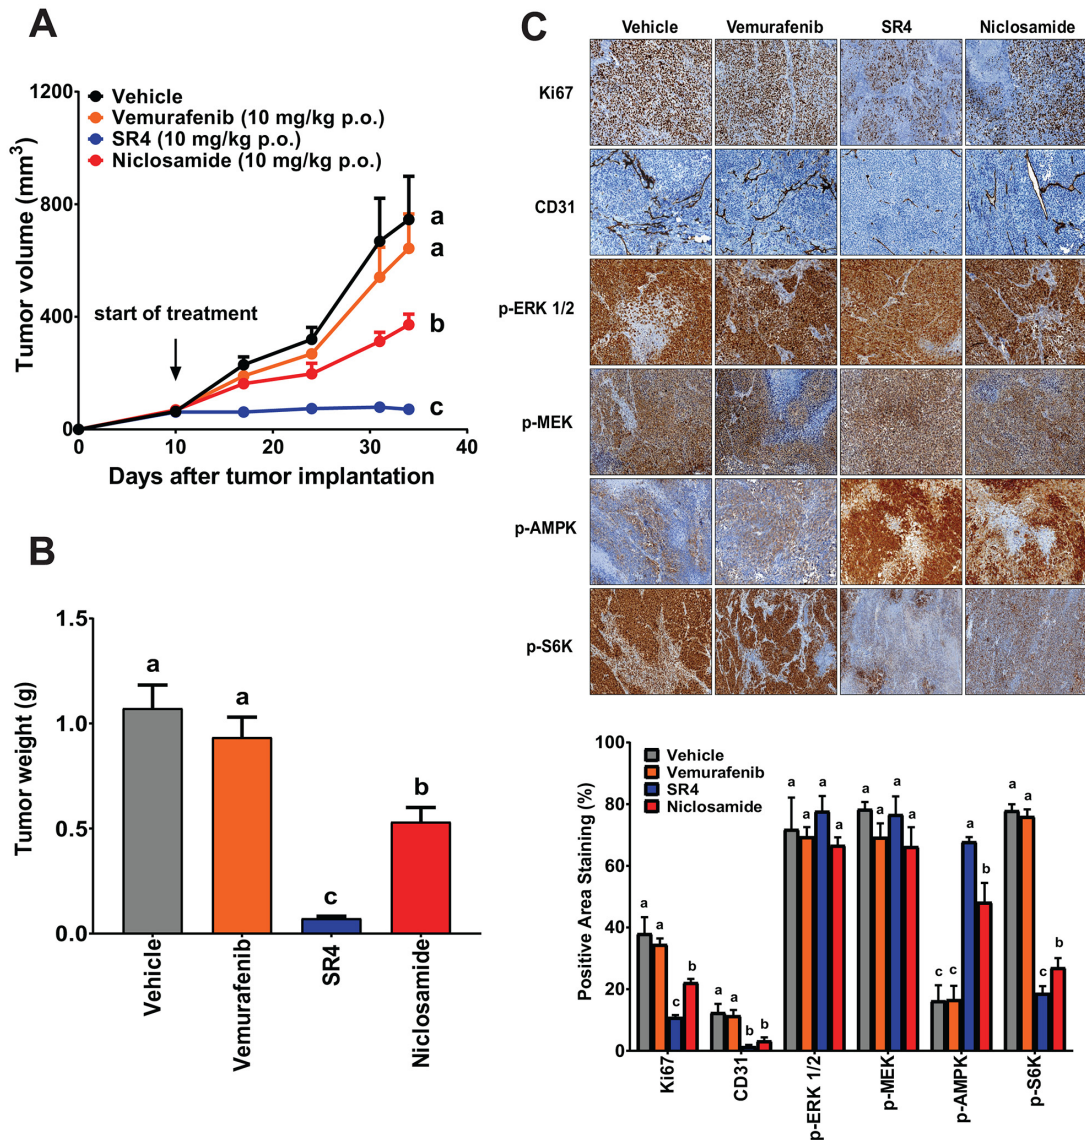 A
1200
800
400
0
Tumor volume (mm3)
Vehicle
Vemurafenib (10 mg/kg p.o.)
SR4 (10 mg/kg p.o.)
Niclosamide (10 mg/kg p.o.)
start of treatment
a
a
b
c
0 10 20 30 40
Days after tumor implantation
B
1.5
1.0
0.5
0.0
Tumor weight (g)
a
a
c
b
Vehicle
Vemurafenib
SR4
Niclosamide
C
Vehicle Vemurafenib SR4 Niclosamide
Ki67
CD31
p-ERK 1/2
p-MEK
p-AMPK
p-S6K
100
80
60
40
20
0
Positive Area Staining (%)
Vehicle
Vemurafenib
SR4
Niclosamide
a a c b
a a b b
a a a a
a a a a
c c a b
a a c b
Ki67
CD31
p-ERK 1/2
p-MEK
p-AMPK
p-S6K